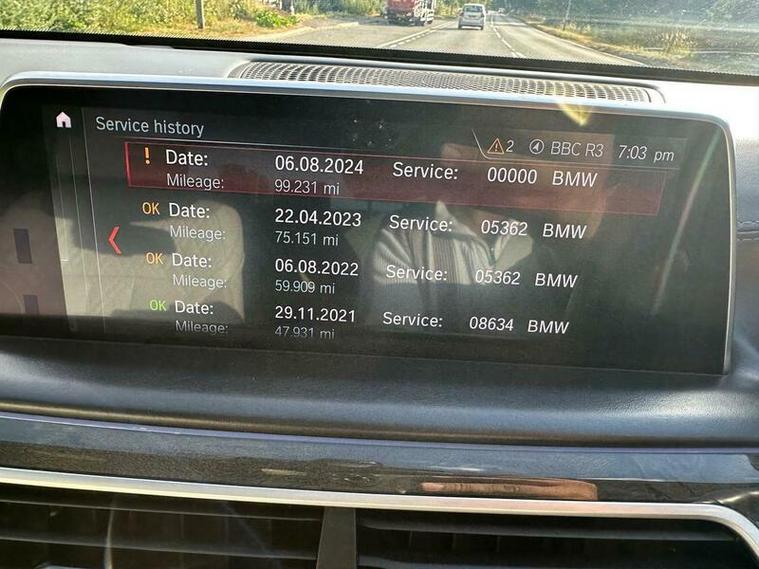 Service history
2 BBC R3 7:03 pm
! Date: 06.08.2024 Service: 00000 BMW
Mileage: 99.231 mi
OK Date: 22.04.2023 Service: 05362 BMW
Mileage: 75.151 mi
OK Date: 06.08.2022 Service: 05362 BMW
Mileage: 59.909 mi
OK Date: 29.11.2021 Service: 08634 BMW
Mileage: 47.931 mi